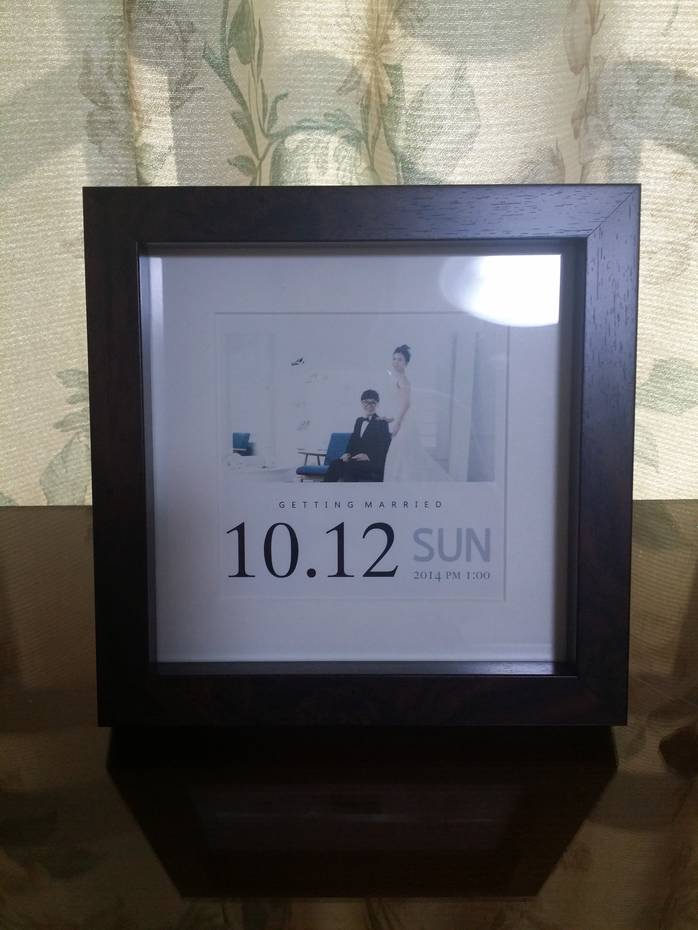 GETTING MARRIED
10.12 SUN
2014 PM 1:00